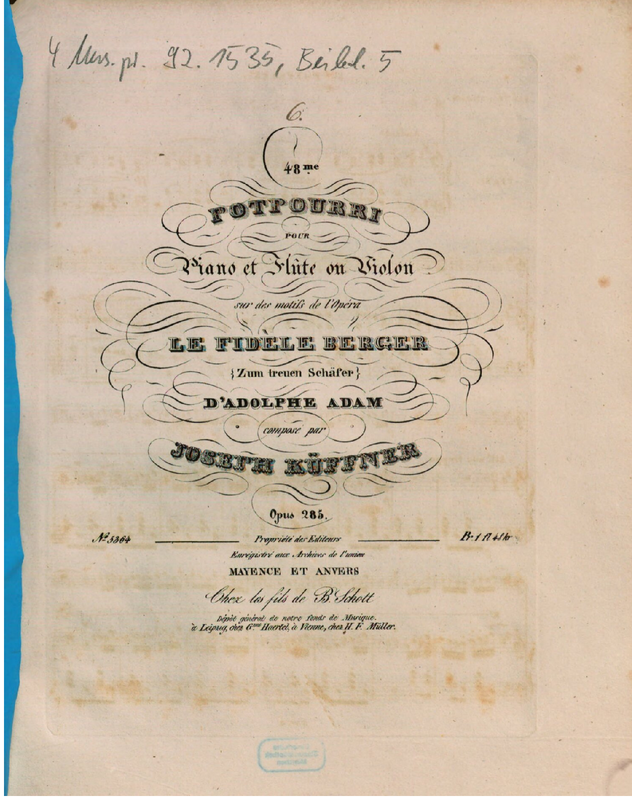 4 Mus. pr. 92. 1535, Beibd. 5
6.
48me
POTPOURRI
POUR
Piano et Flûte ou Violon
sur des motifs de l'Opéra
LE FIDÈLE BERGER
{Zum treuen Schäfer}
D'ADOLPHE ADAM
composé par
JOSEPH KÜFFNER
Opus 285.
No. 5464 Propriété des Editeurs Pr. 1 fl 48 kr
Enregistré aux Archives de l'union
MAYENCE ET ANVERS
Chez les fils de B. Schott
Dépôt général de notre fonds de Musique.
à Leipzig, chez Gme Haertel, à Vienne, chez H. F. Müller.